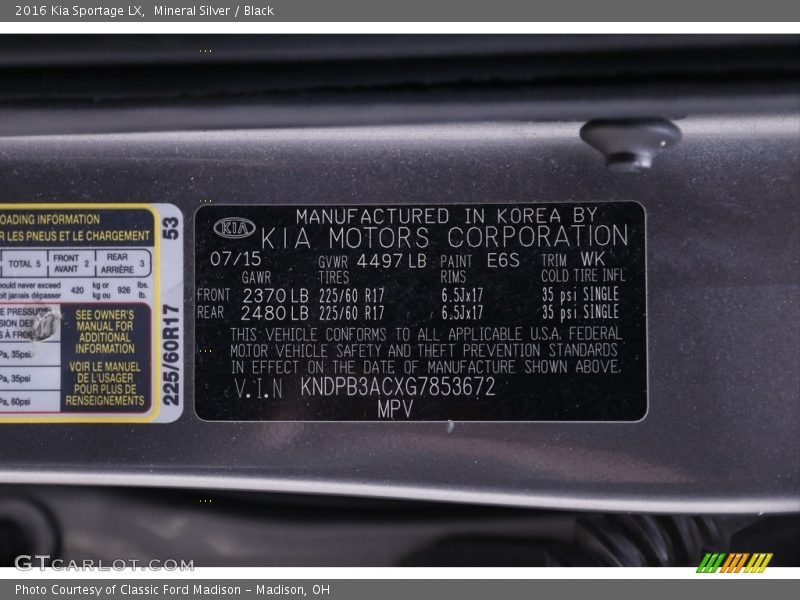 2016 Kia Sportage LX, Mineral Silver / Black
OADING INFORMATION
R LES PNEUS ET LE CHARGEMENT
TOTAL 5 FRONT AVANT 2 REAR ARRIÈRE 3
hould never exceed 420 kg or 926 lbs.
oit jamais dépasser kg ou lb.
E PRESSURE
SION DES
S À FROI
Pa, 35psi
Pa, 35psi
Pa, 60psi
SEE OWNER'S
MANUAL FOR
ADDITIONAL
INFORMATION
VOIR LE MANUEL
DE L'USAGER
POUR PLUS DE
RENSEIGNEMENTS
53
225/60R17
KIA
MANUFACTURED IN KOREA BY
KIA MOTORS CORPORATION
07/15 GVWR 4497 LB PAINT E6S TRIM WK
GAWR TIRES RIMS COLD TIRE INFL
FRONT 2370 LB 225/60 R17 6.5Jx17 35 psi SINGLE
REAR 2480 LB 225/60 R17 6.5Jx17 35 psi SINGLE
THIS VEHICLE CONFORMS TO ALL APPLICABLE U.S.A. FEDERAL
MOTOR VEHICLE SAFETY AND THEFT PREVENTION STANDARDS
IN EFFECT ON THE DATE OF MANUFACTURE SHOWN ABOVE.
V.I.N KNDPB3ACXG7853672
MPV
GTCARLOT.COM
Photo Courtesy of Classic Ford Madison - Madison, OH